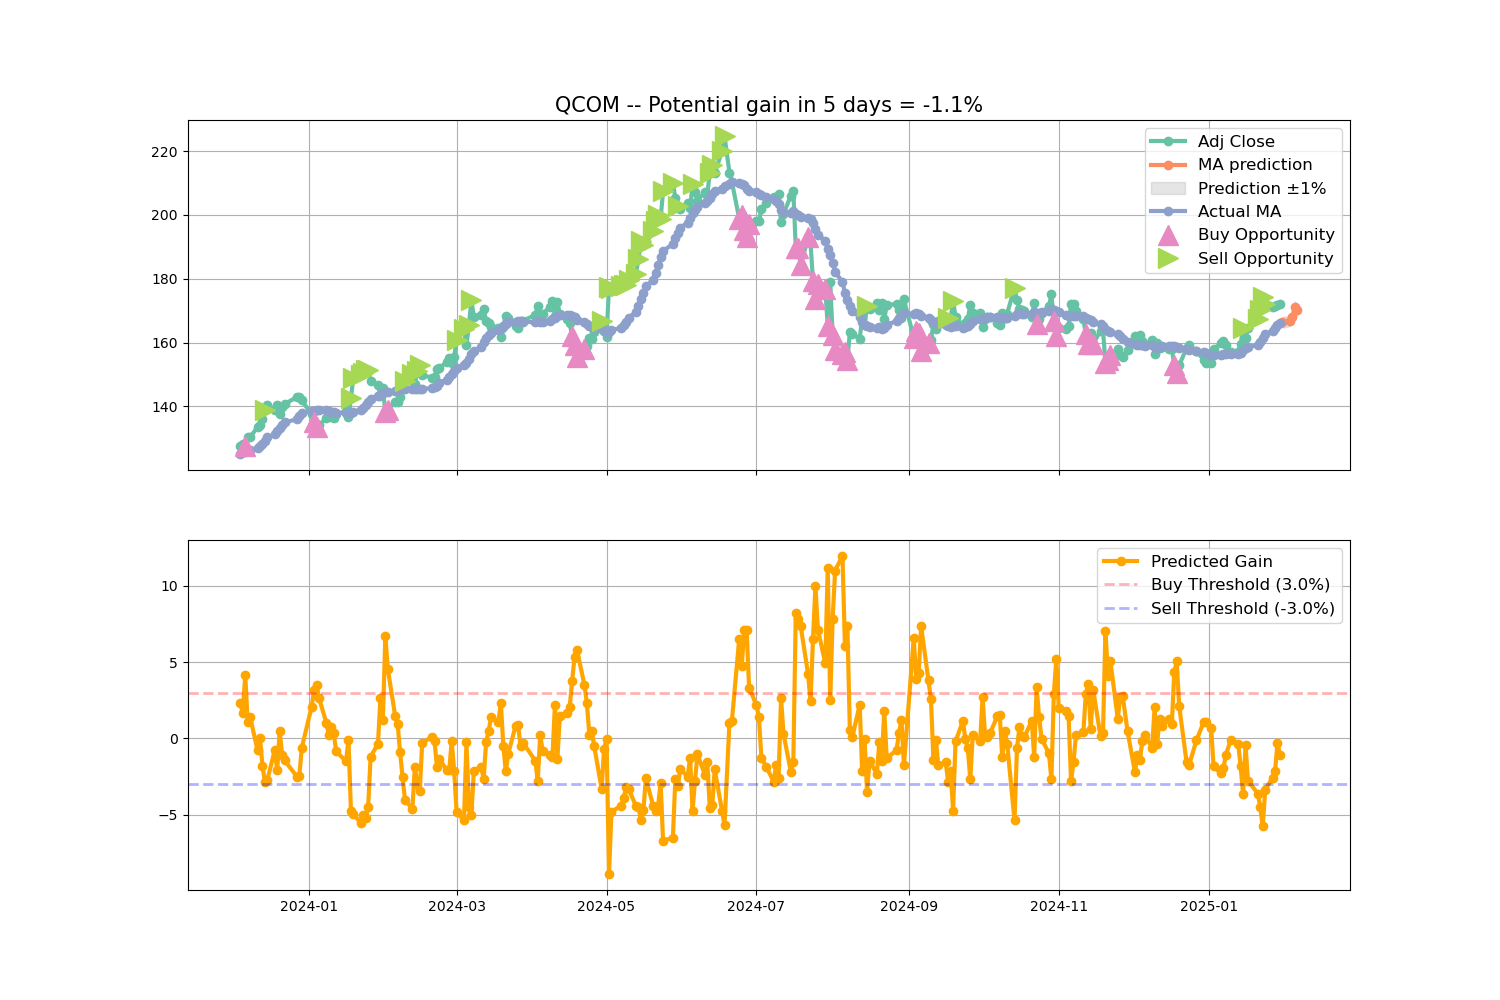 QCOM -- Potential gain in 5 days = -1.1%
220
200
180
160
140
Adj Close
MA prediction
Prediction ±1%
Actual MA
Buy Opportunity
Sell Opportunity
10
5
0
−5
Predicted Gain
Buy Threshold (3.0%)
Sell Threshold (-3.0%)
2024-01
2024-03
2024-05
2024-07
2024-09
2024-11
2025-01